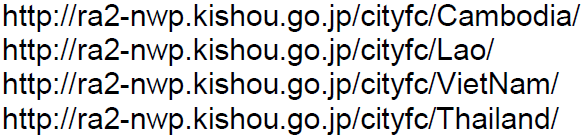 http://ra2-nwp.kishou.go.jp/cityfc/Cambodia/
http://ra2-nwp.kishou.go.jp/cityfc/Lao/
http://ra2-nwp.kishou.go.jp/cityfc/VietNam/
http://ra2-nwp.kishou.go.jp/cityfc/Thailand/